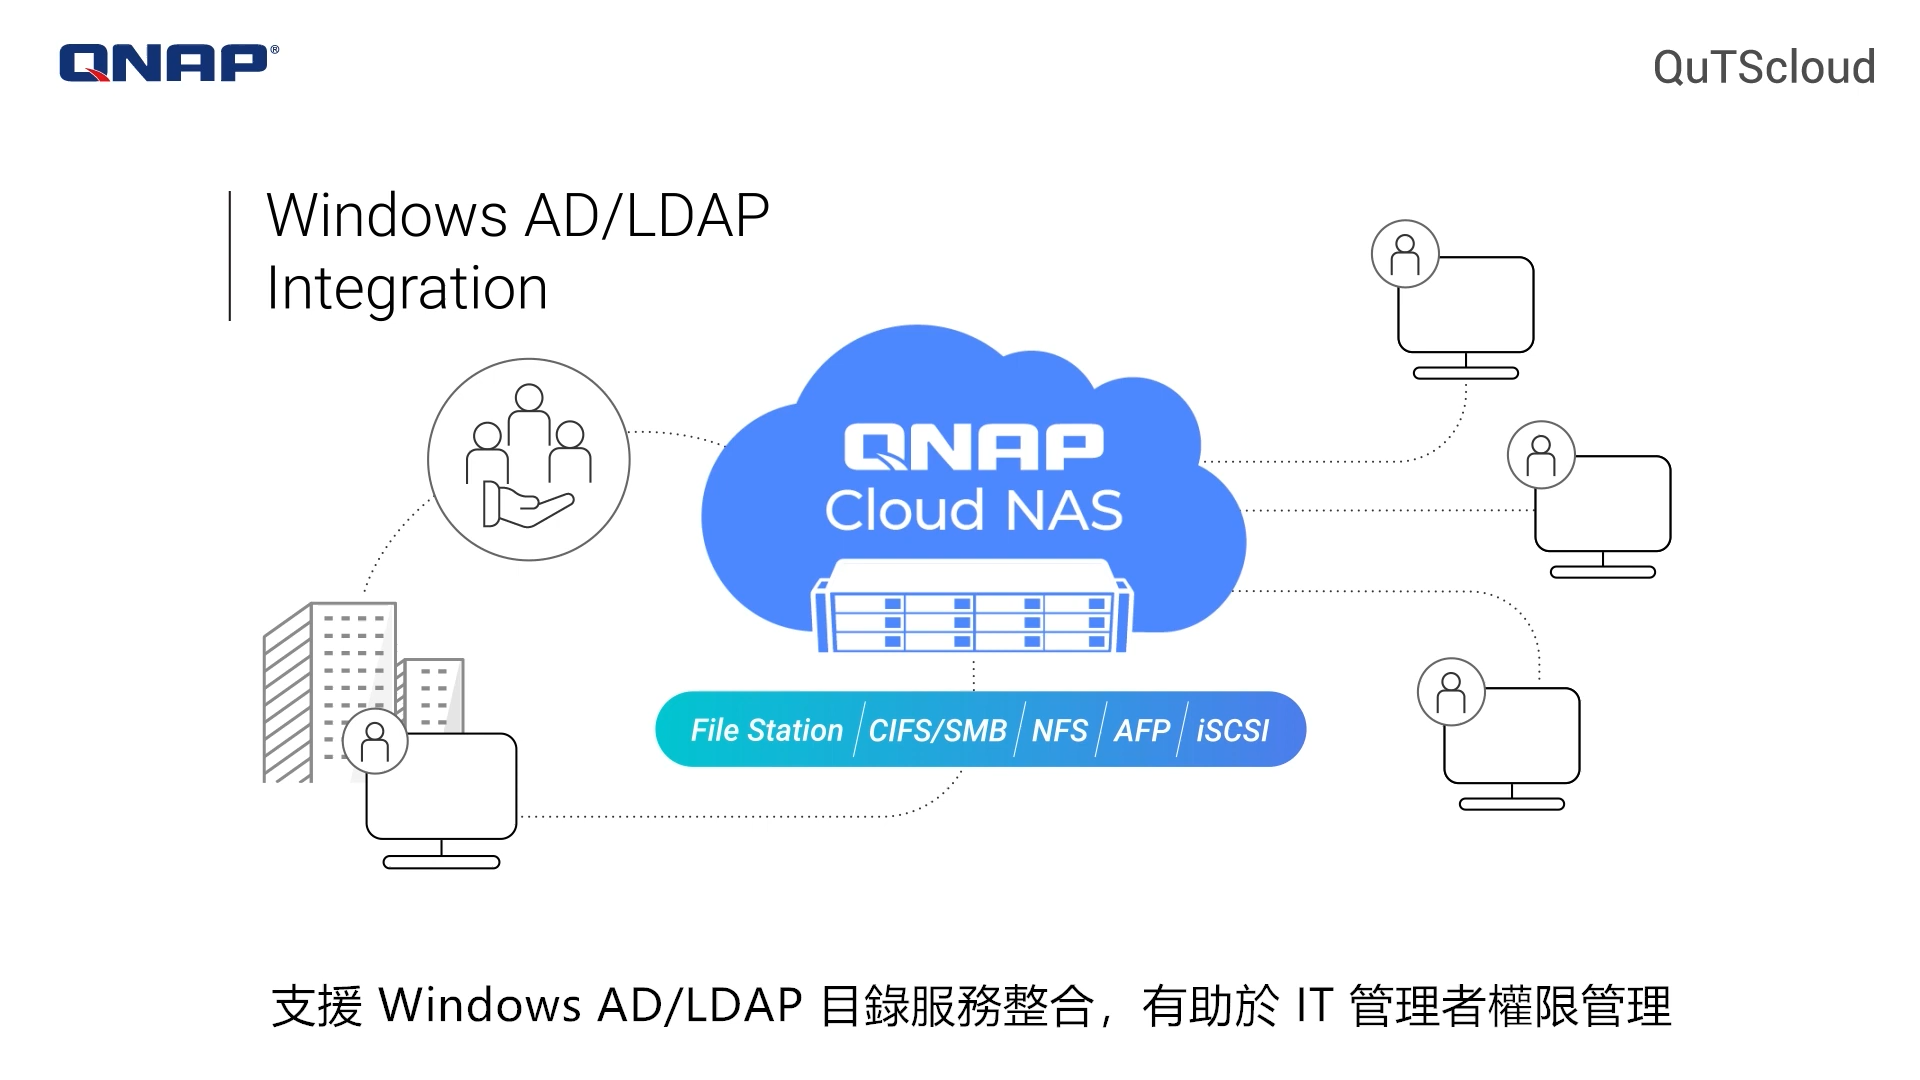 QNAP®
QuTScloud
Windows AD/LDAP
Integration
QNAP
Cloud NAS
File Station / CIFS/SMB / NFS / AFP / iSCSI
支援 Windows AD/LDAP 目錄服務整合，有助於 IT 管理者權限管理